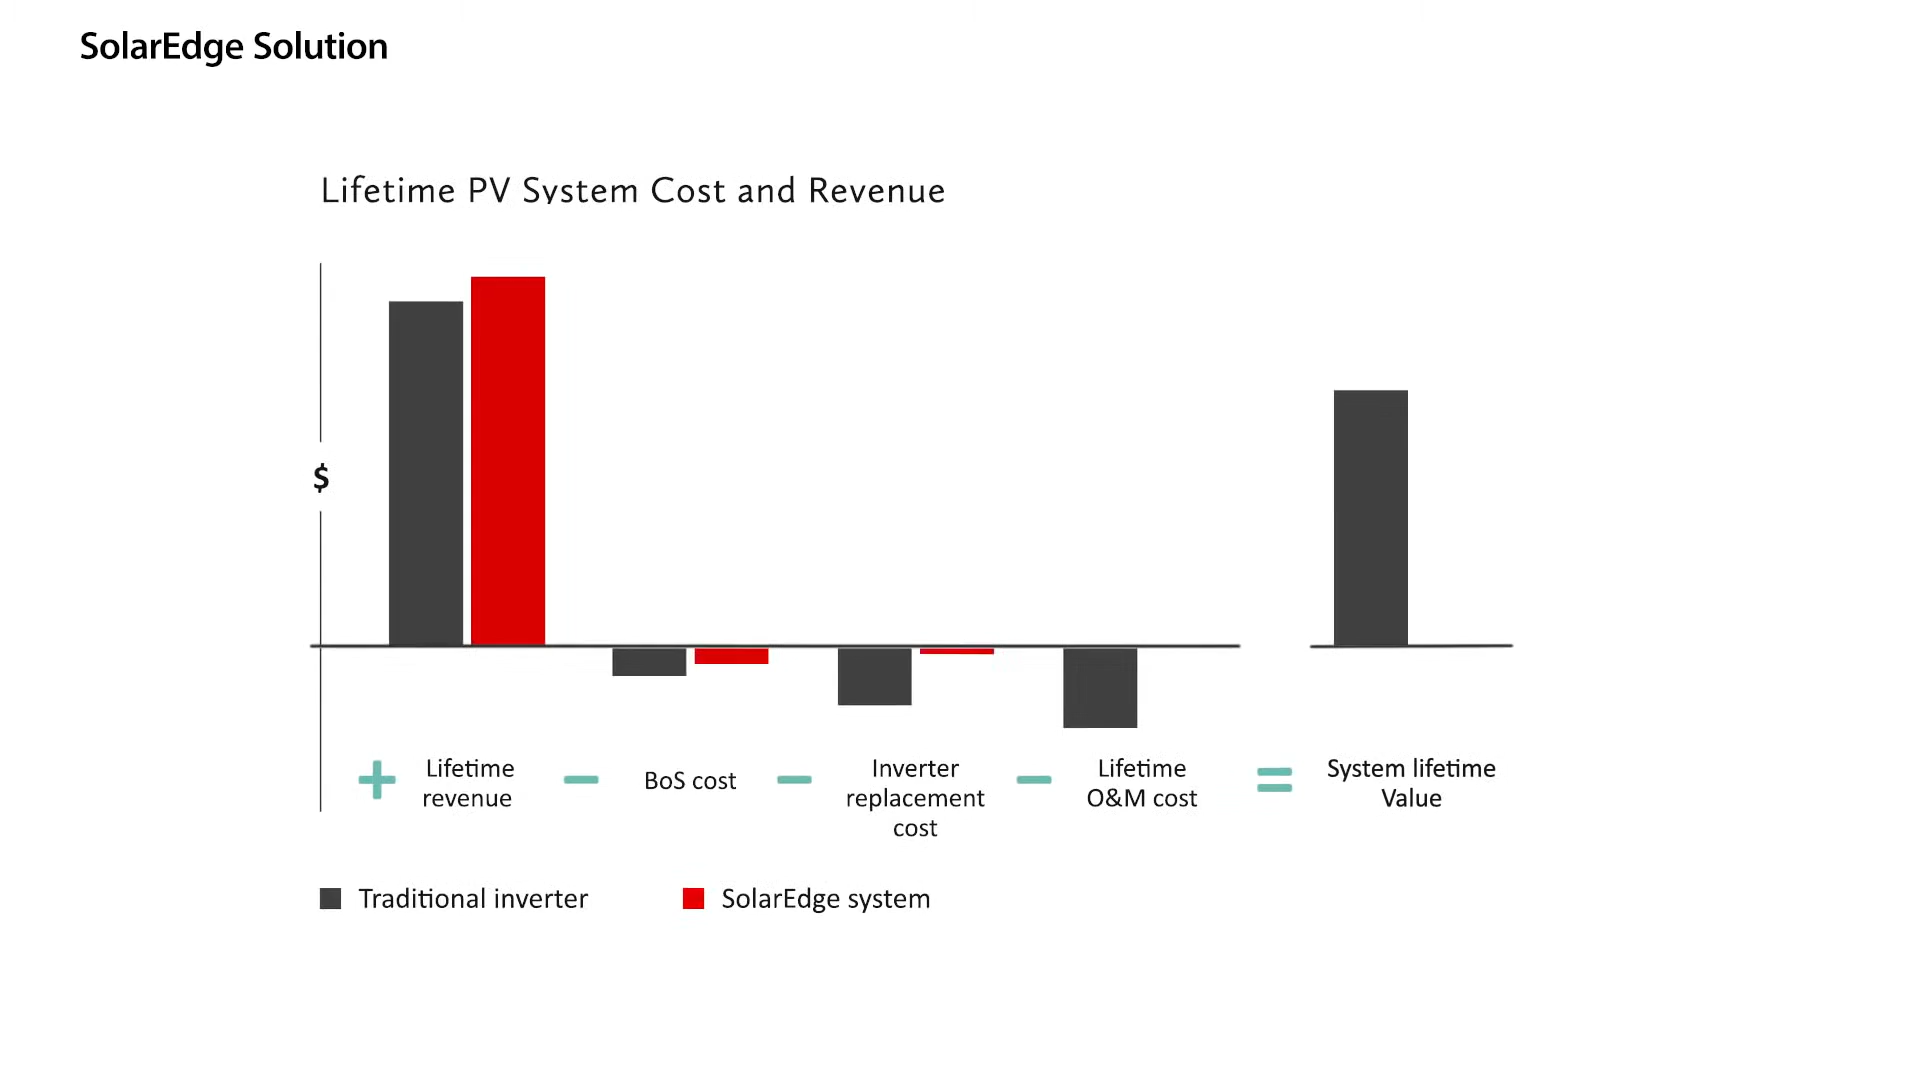 SolarEdge Solution
Lifetime PV System Cost and Revenue
$
Lifetime
revenue
BoS cost
Inverter
replacement
cost
Lifetime
O&M cost
System lifetime
Value
Traditional inverter
SolarEdge system